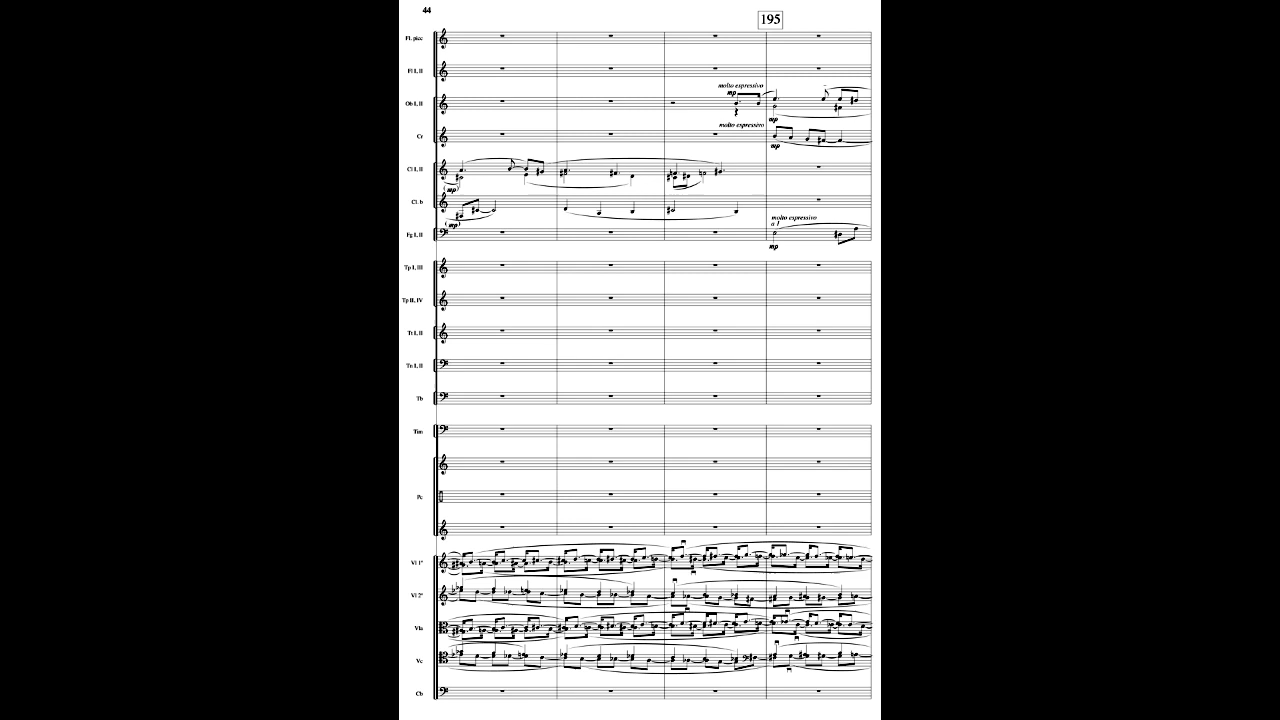 44
195
Fl. picc
Fl I, II
molto espressivo
mp
Ob I, II
mp
molto espressivo
Cr
mp
Cl I, II
(mp)
Cl. b
(mp)
molto espressivo
a 1
Fg I, II
mp
Tp I, III
Tp II, IV
Tt I, II
Tn I, II
Tb
Tim
Pc
Vl 1°
Vl 2°
Vla
Vc
Cb